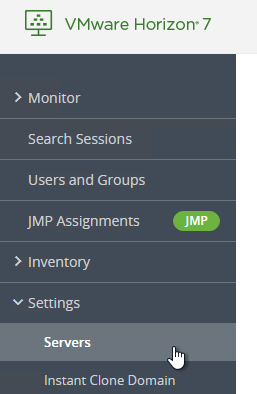 VMware Horizon® 7
Monitor
Search Sessions
Users and Groups
JMP Assignments JMP
Inventory
Settings
Servers
Instant Clone Domain